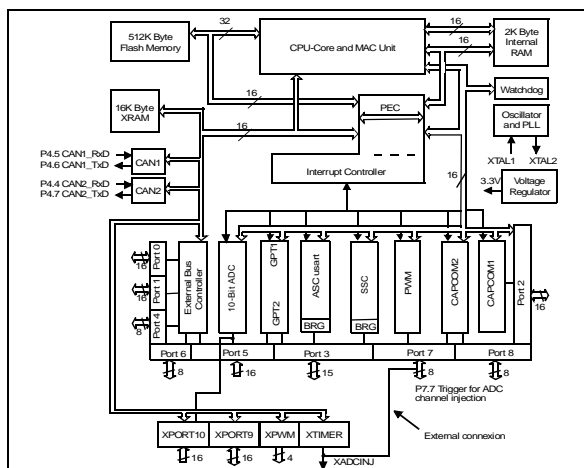 32
16
512K Byte
Flash Memory
CPU-Core and MAC Unit
16
2K Byte
Internal
RAM
16
Watchdog
16K Byte
XRAM
16
PEC
Oscillator
and PLL
XTAL1
XTAL2
P4.5 CAN1_RxD
P4.6 CAN1_TxD
CAN1
P4.4 CAN2_RxD
P4.7 CAN2_TxD
CAN2
Interrupt Controller
16
3.3V
Voltage
Regulator
Port 0
16
Port 1
16
Port 4
8
External Bus
Controller
10-Bit ADC
GPT1
GPT2
ASC usart
BRG
SSC
BRG
PWM
CAPCOM2
CAPCOM1
Port 2
16
Port 6
Port 5
Port 3
Port 7
Port 8
8
16
15
8
8
P7.7 Trigger for ADC
channel injection
External connexion
XPORT10
XPORT9
XPWM
XTIMER
16
16
4
XADCINJ